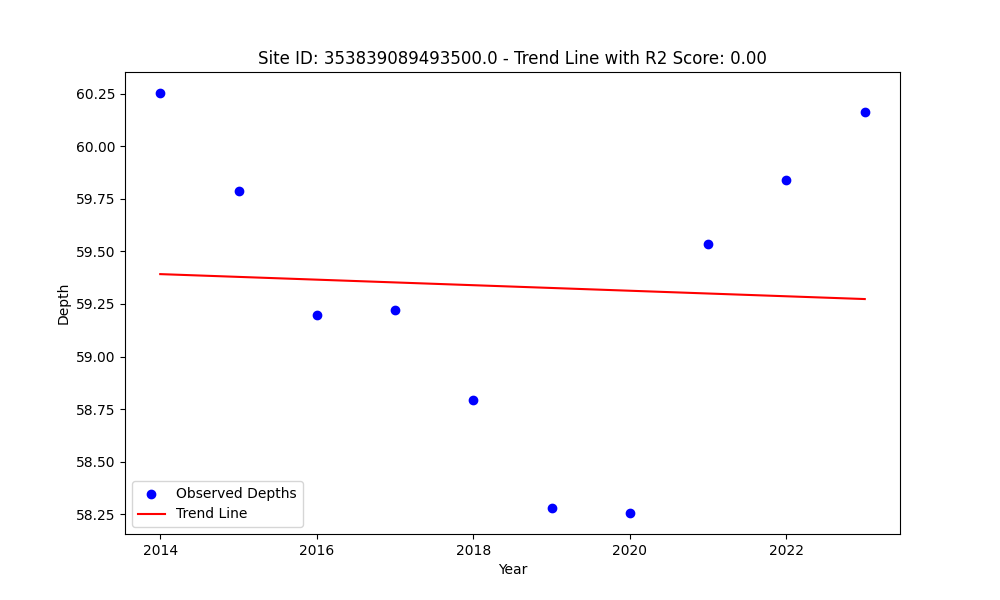 Site ID: 353839089493500.0 - Trend Line with R2 Score: 0.00
60.25
60.00
59.75
59.50
59.25
59.00
58.75
58.50
58.25
Depth
Observed Depths
Trend Line
2014
2016
2018
2020
2022
Year